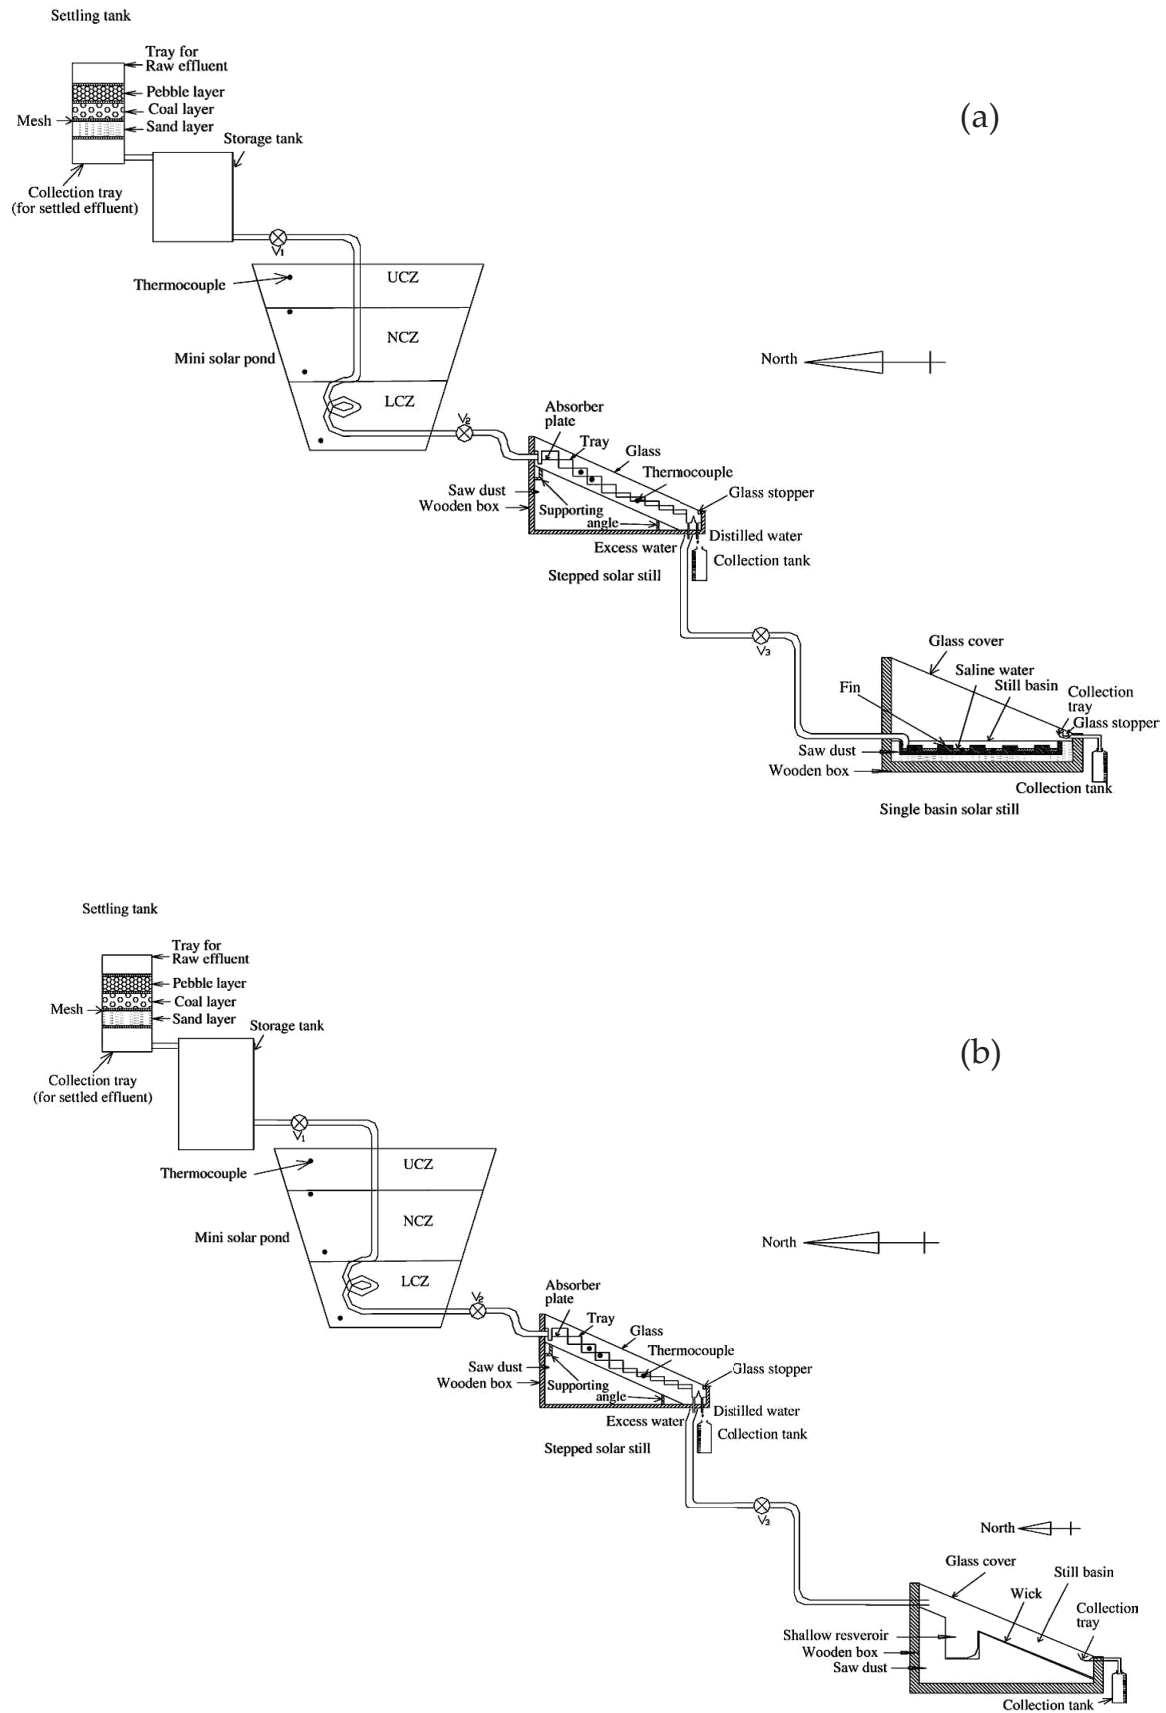 Settling tank
Tray for
Raw effluent
Pebble layer
Coal layer
Mesh
Sand layer
Storage tank
Collection tray
(for settled effluent)
(a)
V1
UCZ
Thermocouple
NCZ
Mini solar pond
North
LCZ
V2
Absorber
plate
Tray
Glass
Thermocouple
Saw dust
Glass stopper
Wooden box
Supporting
angle
Distilled water
Excess water
Collection tank
Stepped solar still
V3
Glass cover
Saline water
Still basin
Fin
Collection
tray
Glass stopper
Saw dust
Wooden box
Collection tank
Single basin solar still
Settling tank
Tray for
Raw effluent
Pebble layer
Coal layer
Mesh
Sand layer
Storage tank
Collection tray
(for settled effluent)
(b)
V1
UCZ
Thermocouple
NCZ
Mini solar pond
North
LCZ
V2
Absorber
plate
Tray
Glass
Thermocouple
Saw dust
Glass stopper
Wooden box
Supporting
angle
Distilled water
Excess water
Collection tank
Stepped solar still
V3
North
Glass cover
Still basin
Wick
Collection
tray
Shallow resveroir
Wooden box
Saw dust
Collection tank